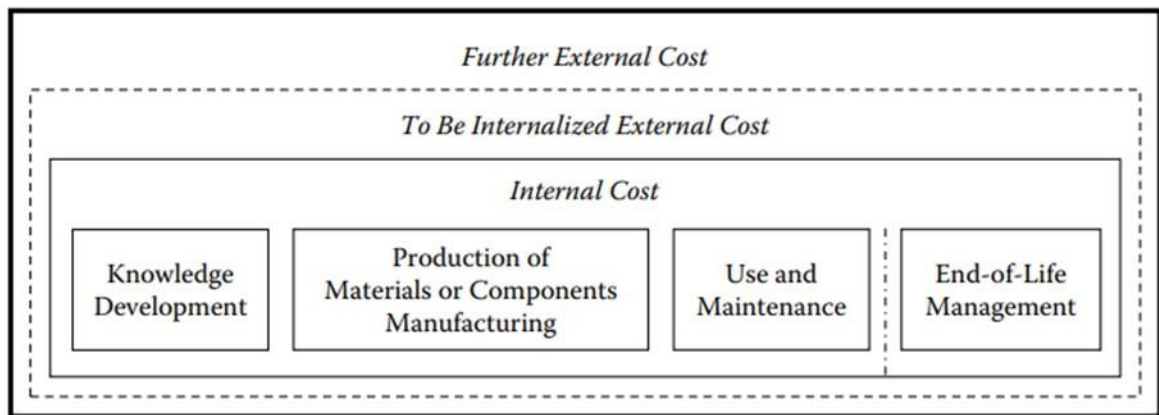 Further External Cost
To Be Internalized External Cost
Internal Cost
Knowledge
Development
Production of
Materials or Components
Manufacturing
Use and
Maintenance
End-of-Life
Management